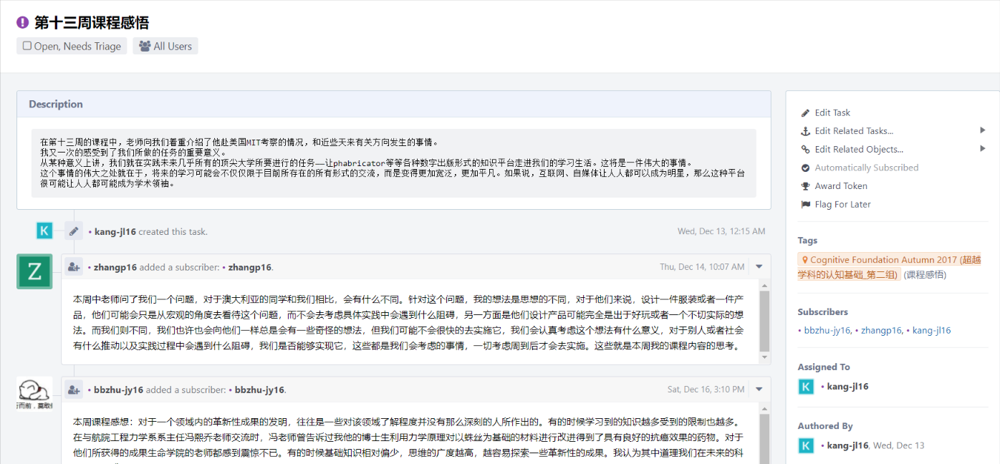 第十三周课程感悟
Open, Needs Triage
All Users
Description
在第十三周的课程中，老师向我们着重介绍了他赴美国MIT考察的情况，和近些天来有关方向发生的事情。
我又一次的感受到了我们所做的任务的重要意义。
从某种意义上讲，我们就在实践未来几乎所有的顶尖大学所要进行的任务——让phabricator等等各种数字出版形式的知识平台走进我们的学习生活。这将是一件伟大的事情。
这个事情的伟大之处就在于，将来的学习可能会不仅仅限于目前所存在的所有形式的交流，而是变得更加宽泛，更加平凡。如果说，互联网、自媒体让人人都可以成为明星，那么这种平台
很可能让人人都可能成为学术领袖。
K
• kang-jl16 created this task.
Wed, Dec 13, 12:15 AM
Z
• zhangp16 added a subscriber: • zhangp16.
Thu, Dec 14, 10:07 AM
本周中老师问了我们一个问题，对于澳大利亚的同学和我们相比，会有什么不同。针对这个问题，我的想法是思想的不同，对于他们来说，设计一件服装或者一件产
品，他们可能会只是从宏观的角度去看待这个问题，而不会去考虑具体实践中会遇到什么阻碍，另一方面是他们设计产品可能完全是出于好玩或者一个不切实际的想
法。而我们则不同，我们也许也会向他们一样总是会有一些奇怪的想法，但我们可能不会很快的去实施它，我们会认真考虑这个想法有什么意义，对于别人或者社会
有什么推动以及实践过程中会遇到什么阻碍，我们是否能够实现它，这些都是我们会考虑的事情，一切考虑周到后才会去实施。这些就是本周我的课程内容的思考。
• bbzhu-jy16 added a subscriber: • bbzhu-jy16.
Sat, Dec 16, 3:10 PM
本周课程感想：对于一个领域内的革新性成果的发明，往往是一些对该领域了解程度并没有那么深刻的人所作出的。有的时候学习到的知识越多受到的限制也越多。
在与航院工程力学系系主任冯熙乔老师交流时，冯老师曾告诉过我他的博士生利用力学原理对以蛛丝为基础的材料进行改进得到了具有良好的抗癌效果的药物。对于
他们所获得的成果生命学院的老师都感到震惊不已。有的时候基础知识相对偏少，思维的广度越高，越容易探索一些革新性的成果。我认为其中道理我们在未来的科
Edit Task
Edit Related Tasks...
Edit Related Objects...
Automatically Subscribed
Award Token
Flag For Later
Tags
Cognitive Foundation Autumn 2017 (超越
学科的认知基础_第二组) (课程感悟)
Subscribers
• bbzhu-jy16, • zhangp16, • kang-jl16
Assigned To
K • kang-jl16
Authored By
K • kang-jl16, Wed, Dec 13